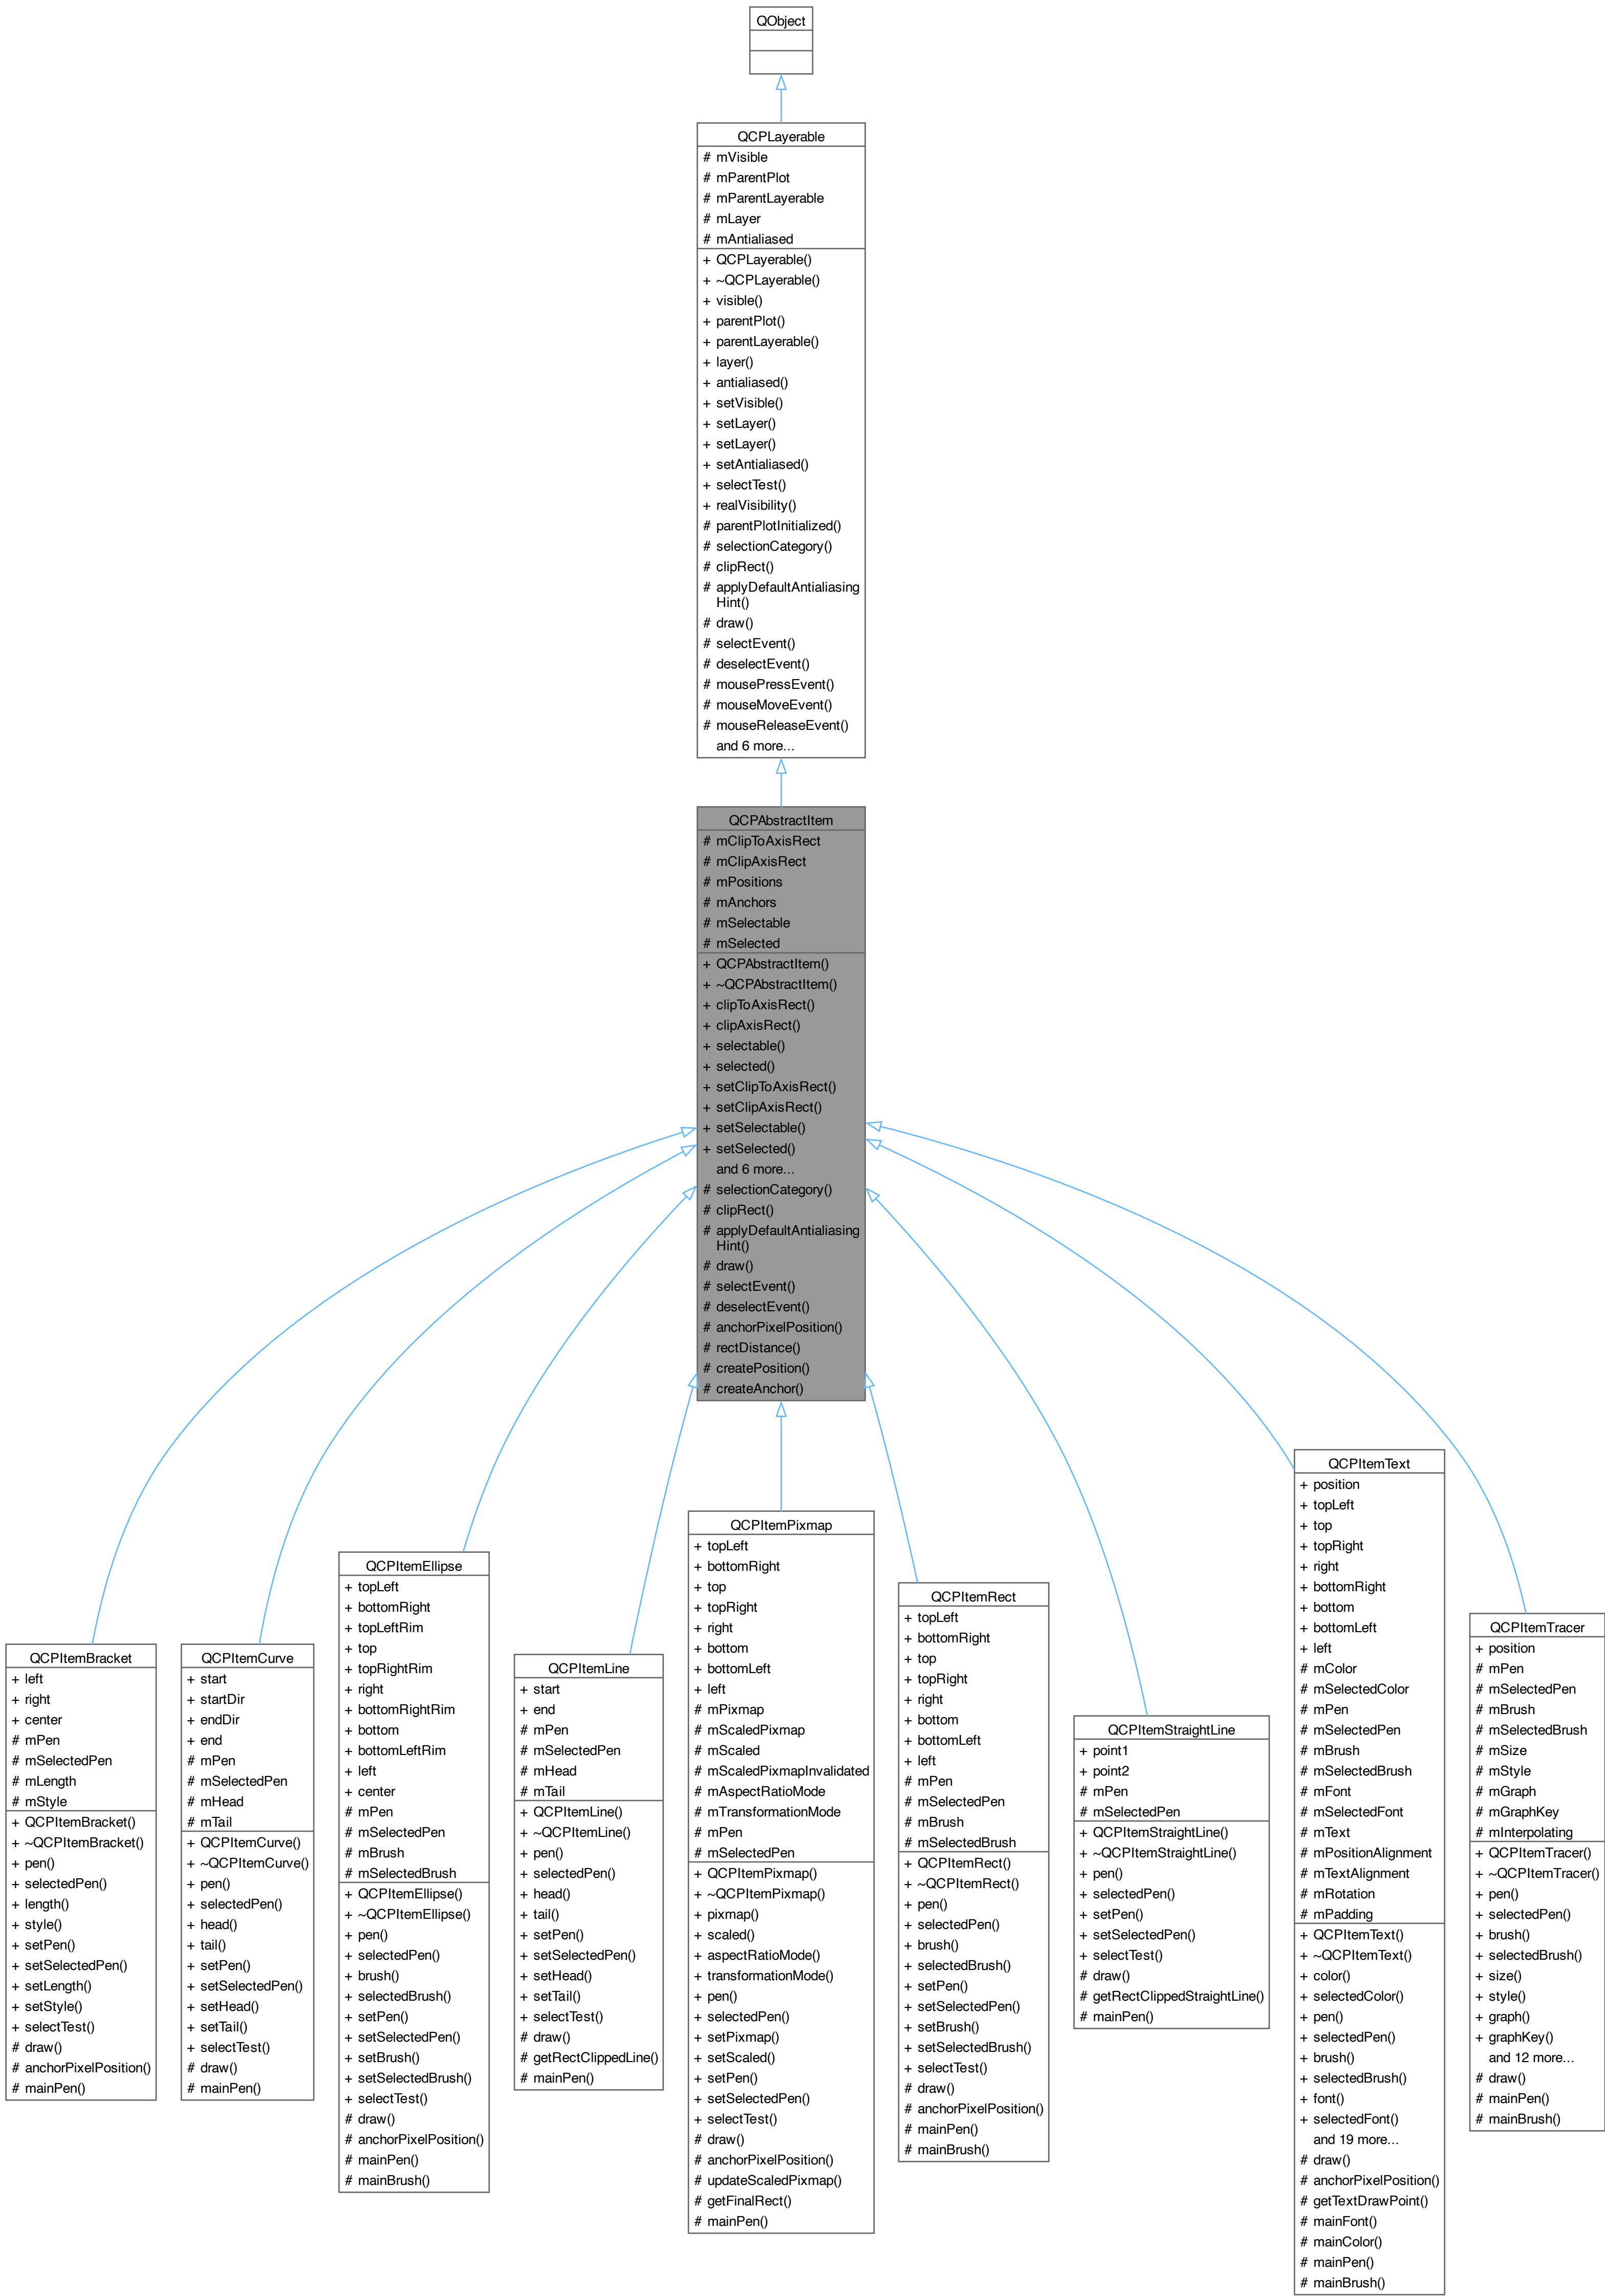 QObject
QCPLayerable
# mVisible
# mParentPlot
# mParentLayerable
# mLayer
# mAntialiased
+ QCPLayerable()
+ ~QCPLayerable()
+ visible()
+ parentPlot()
+ parentLayerable()
+ layer()
+ antialiased()
+ setVisible()
+ setLayer()
+ setLayer()
+ setAntialiased()
+ selectTest()
+ realVisibility()
# parentPlotInitialized()
# selectionCategory()
# clipRect()
# applyDefaultAntialiasing
Hint()
# draw()
# selectEvent()
# deselectEvent()
# mousePressEvent()
# mouseMoveEvent()
# mouseReleaseEvent()
and 6 more...
QCPAbstractItem
# mClipToAxisRect
# mClipAxisRect
# mPositions
# mAnchors
# mSelectable
# mSelected
+ QCPAbstractItem()
+ ~QCPAbstractItem()
+ clipToAxisRect()
+ clipAxisRect()
+ selectable()
+ selected()
+ setClipToAxisRect()
+ setClipAxisRect()
+ setSelectable()
+ setSelected()
and 6 more...
# selectionCategory()
# clipRect()
# applyDefaultAntialiasing
Hint()
# draw()
# selectEvent()
# deselectEvent()
# anchorPixelPosition()
# rectDistance()
# createPosition()
# createAnchor()
QCPItemBracket
+ left
+ right
+ center
# mPen
# mSelectedPen
# mLength
# mStyle
+ QCPItemBracket()
+ ~QCPItemBracket()
+ pen()
+ selectedPen()
+ length()
+ style()
+ setPen()
+ setSelectedPen()
+ setLength()
+ setStyle()
+ selectTest()
# draw()
# anchorPixelPosition()
# mainPen()
QCPItemCurve
+ start
+ startDir
+ endDir
+ end
# mPen
# mSelectedPen
# mHead
# mTail
+ QCPItemCurve()
+ ~QCPItemCurve()
+ pen()
+ selectedPen()
+ head()
+ tail()
+ setPen()
+ setSelectedPen()
+ setHead()
+ setTail()
+ selectTest()
# draw()
# mainPen()
QCPItemEllipse
+ topLeft
+ bottomRight
+ topLeftRim
+ top
+ topRightRim
+ right
+ bottomRightRim
+ bottom
+ bottomLeftRim
+ left
+ center
# mPen
# mSelectedPen
# mBrush
# mSelectedBrush
+ QCPItemEllipse()
+ ~QCPItemEllipse()
+ pen()
+ selectedPen()
+ brush()
+ selectedBrush()
+ setPen()
+ setSelectedPen()
+ setBrush()
+ setSelectedBrush()
+ selectTest()
# draw()
# anchorPixelPosition()
# mainPen()
# mainBrush()
QCPItemLine
+ start
+ end
# mPen
# mSelectedPen
# mHead
# mTail
+ QCPItemLine()
+ ~QCPItemLine()
+ pen()
+ selectedPen()
+ head()
+ tail()
+ setPen()
+ setSelectedPen()
+ setHead()
+ setTail()
+ selectTest()
# draw()
# getRectClippedLine()
# mainPen()
QCPItemPixmap
+ topLeft
+ bottomRight
+ top
+ topRight
+ right
+ bottom
+ bottomLeft
+ left
# mPixmap
# mScaledPixmap
# mScaled
# mScaledPixmapInvalidated
# mAspectRatioMode
# mTransformationMode
# mPen
# mSelectedPen
+ QCPItemPixmap()
+ ~QCPItemPixmap()
+ pixmap()
+ scaled()
+ aspectRatioMode()
+ transformationMode()
+ pen()
+ selectedPen()
+ setPixmap()
+ setScaled()
+ setPen()
+ setSelectedPen()
+ selectTest()
# draw()
# anchorPixelPosition()
# updateScaledPixmap()
# getFinalRect()
# mainPen()
QCPItemRect
+ topLeft
+ bottomRight
+ top
+ topRight
+ right
+ bottom
+ bottomLeft
+ left
# mPen
# mSelectedPen
# mBrush
# mSelectedBrush
+ QCPItemRect()
+ ~QCPItemRect()
+ pen()
+ selectedPen()
+ brush()
+ selectedBrush()
+ setPen()
+ setSelectedPen()
+ setBrush()
+ setSelectedBrush()
+ selectTest()
# draw()
# anchorPixelPosition()
# mainPen()
# mainBrush()
QCPItemStraightLine
+ point1
+ point2
# mPen
# mSelectedPen
+ QCPItemStraightLine()
+ ~QCPItemStraightLine()
+ pen()
+ selectedPen()
+ setPen()
+ setSelectedPen()
+ selectTest()
# draw()
# getRectClippedStraightLine()
# mainPen()
QCPItemText
+ position
+ topLeft
+ top
+ topRight
+ right
+ bottomRight
+ bottom
+ bottomLeft
+ left
# mColor
# mSelectedColor
# mPen
# mSelectedPen
# mBrush
# mSelectedBrush
# mFont
# mSelectedFont
# mText
# mPositionAlignment
# mTextAlignment
# mRotation
# mPadding
+ QCPItemText()
+ ~QCPItemText()
+ color()
+ selectedColor()
+ pen()
+ selectedPen()
+ brush()
+ selectedBrush()
+ font()
+ selectedFont()
and 19 more...
# draw()
# anchorPixelPosition()
# getTextDrawPoint()
# mainFont()
# mainColor()
# mainPen()
# mainBrush()
QCPItemTracer
+ position
# mPen
# mSelectedPen
# mBrush
# mSelectedBrush
# mSize
# mStyle
# mGraph
# mGraphKey
# mInterpolating
+ QCPItemTracer()
+ ~QCPItemTracer()
+ pen()
+ selectedPen()
+ brush()
+ selectedBrush()
+ size()
+ style()
+ graph()
+ graphKey()
and 12 more...
# draw()
# mainPen()
# mainBrush()